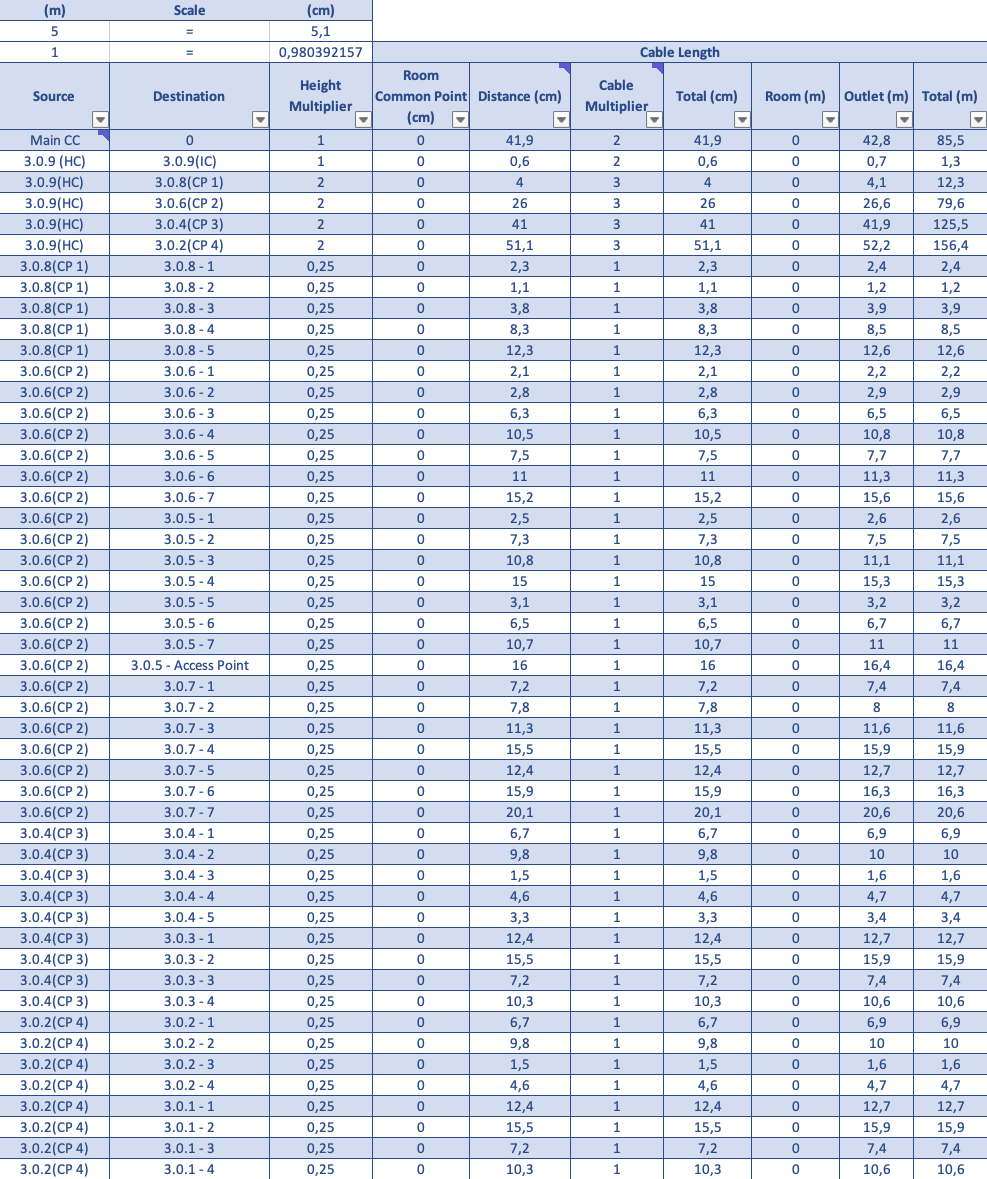 (m) Scale (cm)
5 = 5,1
1 = 0,980392157 Cable Length
Source Destination Height Multiplier Room Common Point (cm) Distance (cm) Cable Multiplier Total (cm) Room (m) Outlet (m) Total (m)
Main CC 0 1 0 41,9 2 41,9 0 42,8 85,5
3.0.9 (HC) 3.0.9(IC) 1 0 0,6 2 0,6 0 0,7 1,3
3.0.9(HC) 3.0.8(CP 1) 2 0 4 3 4 0 4,1 12,3
3.0.9(HC) 3.0.6(CP 2) 2 0 26 3 26 0 26,6 79,6
3.0.9(HC) 3.0.4(CP 3) 2 0 41 3 41 0 41,9 125,5
3.0.9(HC) 3.0.2(CP 4) 2 0 51,1 3 51,1 0 52,2 156,4
3.0.8(CP 1) 3.0.8 - 1 0,25 0 2,3 1 2,3 0 2,4 2,4
3.0.8(CP 1) 3.0.8 - 2 0,25 0 1,1 1 1,1 0 1,2 1,2
3.0.8(CP 1) 3.0.8 - 3 0,25 0 3,8 1 3,8 0 3,9 3,9
3.0.8(CP 1) 3.0.8 - 4 0,25 0 8,3 1 8,3 0 8,5 8,5
3.0.8(CP 1) 3.0.8 - 5 0,25 0 12,3 1 12,3 0 12,6 12,6
3.0.6(CP 2) 3.0.6 - 1 0,25 0 2,1 1 2,1 0 2,2 2,2
3.0.6(CP 2) 3.0.6 - 2 0,25 0 2,8 1 2,8 0 2,9 2,9
3.0.6(CP 2) 3.0.6 - 3 0,25 0 6,3 1 6,3 0 6,5 6,5
3.0.6(CP 2) 3.0.6 - 4 0,25 0 10,5 1 10,5 0 10,8 10,8
3.0.6(CP 2) 3.0.6 - 5 0,25 0 7,5 1 7,5 0 7,7 7,7
3.0.6(CP 2) 3.0.6 - 6 0,25 0 11 1 11 0 11,3 11,3
3.0.6(CP 2) 3.0.6 - 7 0,25 0 15,2 1 15,2 0 15,6 15,6
3.0.6(CP 2) 3.0.5 - 1 0,25 0 2,5 1 2,5 0 2,6 2,6
3.0.6(CP 2) 3.0.5 - 2 0,25 0 7,3 1 7,3 0 7,5 7,5
3.0.6(CP 2) 3.0.5 - 3 0,25 0 10,8 1 10,8 0 11,1 11,1
3.0.6(CP 2) 3.0.5 - 4 0,25 0 15 1 15 0 15,3 15,3
3.0.6(CP 2) 3.0.5 - 5 0,25 0 3,1 1 3,1 0 3,2 3,2
3.0.6(CP 2) 3.0.5 - 6 0,25 0 6,5 1 6,5 0 6,7 6,7
3.0.6(CP 2) 3.0.5 - 7 0,25 0 10,7 1 10,7 0 11 11
3.0.6(CP 2) 3.0.5 - Access Point 0,25 0 16 1 16 0 16,4 16,4
3.0.6(CP 2) 3.0.7 - 1 0,25 0 7,2 1 7,2 0 7,4 7,4
3.0.6(CP 2) 3.0.7 - 2 0,25 0 7,8 1 7,8 0 8 8
3.0.6(CP 2) 3.0.7 - 3 0,25 0 11,3 1 11,3 0 11,6 11,6
3.0.6(CP 2) 3.0.7 - 4 0,25 0 15,5 1 15,5 0 15,9 15,9
3.0.6(CP 2) 3.0.7 - 5 0,25 0 12,4 1 12,4 0 12,7 12,7
3.0.6(CP 2) 3.0.7 - 6 0,25 0 15,9 1 15,9 0 16,3 16,3
3.0.6(CP 2) 3.0.7 - 7 0,25 0 20,1 1 20,1 0 20,6 20,6
3.0.4(CP 3) 3.0.4 - 1 0,25 0 6,7 1 6,7 0 6,9 6,9
3.0.4(CP 3) 3.0.4 - 2 0,25 0 9,8 1 9,8 0 10 10
3.0.4(CP 3) 3.0.4 - 3 0,25 0 1,5 1 1,5 0 1,6 1,6
3.0.4(CP 3) 3.0.4 - 4 0,25 0 4,6 1 4,6 0 4,7 4,7
3.0.4(CP 3) 3.0.4 - 5 0,25 0 3,3 1 3,3 0 3,4 3,4
3.0.4(CP 3) 3.0.3 - 1 0,25 0 12,4 1 12,4 0 12,7 12,7
3.0.4(CP 3) 3.0.3 - 2 0,25 0 15,5 1 15,5 0 15,9 15,9
3.0.4(CP 3) 3.0.3 - 3 0,25 0 7,2 1 7,2 0 7,4 7,4
3.0.4(CP 3) 3.0.3 - 4 0,25 0 10,3 1 10,3 0 10,6 10,6
3.0.2(CP 4) 3.0.2 - 1 0,25 0 6,7 1 6,7 0 6,9 6,9
3.0.2(CP 4) 3.0.2 - 2 0,25 0 9,8 1 9,8 0 10 10
3.0.2(CP 4) 3.0.2 - 3 0,25 0 1,5 1 1,5 0 1,6 1,6
3.0.2(CP 4) 3.0.2 - 4 0,25 0 4,6 1 4,6 0 4,7 4,7
3.0.2(CP 4) 3.0.1 - 1 0,25 0 12,4 1 12,4 0 12,7 12,7
3.0.2(CP 4) 3.0.1 - 2 0,25 0 15,5 1 15,5 0 15,9 15,9
3.0.2(CP 4) 3.0.1 - 3 0,25 0 7,2 1 7,2 0 7,4 7,4
3.0.2(CP 4) 3.0.1 - 4 0,25 0 10,3 1 10,3 0 10,6 10,6